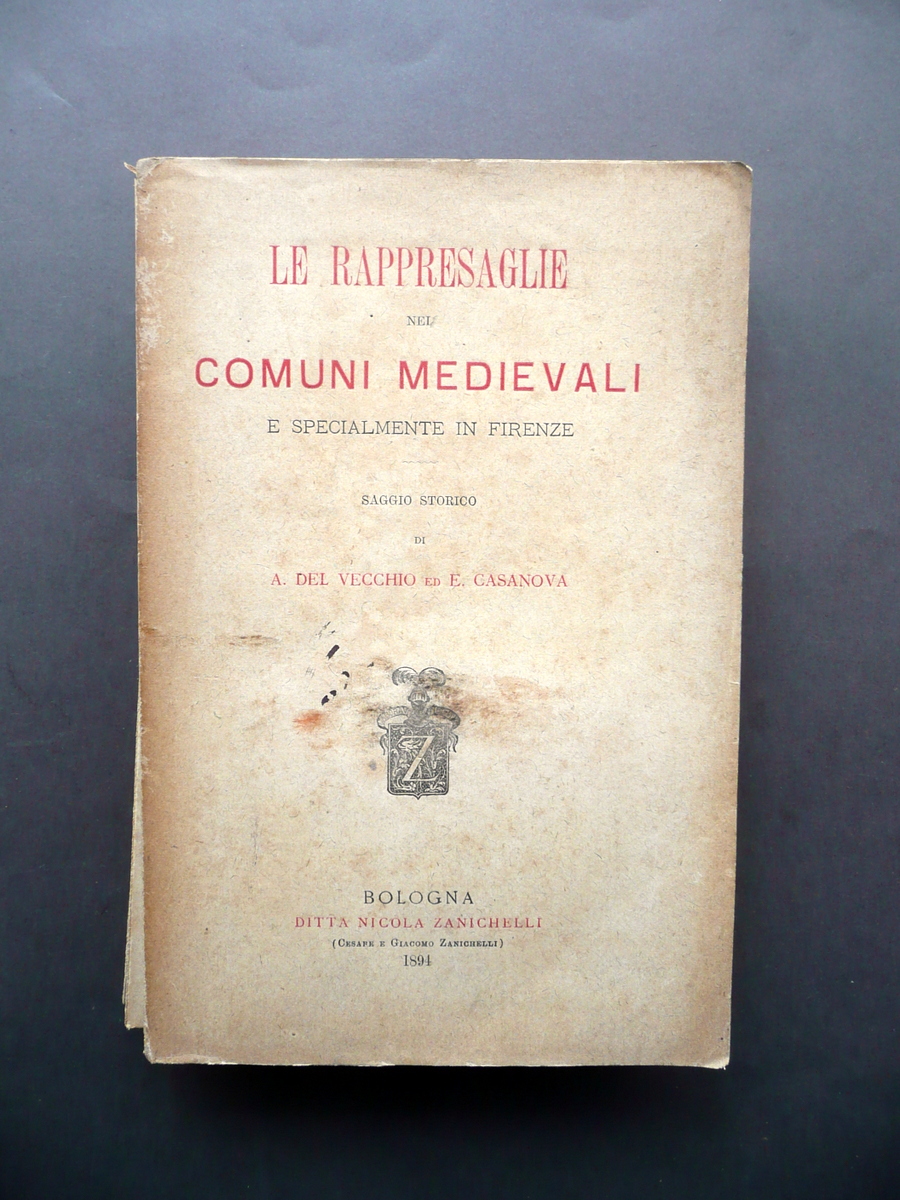 LE RAPPRESAGLIE
NEI
COMUNI MEDIEVALI
E SPECIALMENTE IN FIRENZE
SAGGIO STORICO
DI
A. DEL VECCHIO ED E. CASANOVA
Z
BOLOGNA
DITTA NICOLA ZANICHELLI
(CESARE E GIACOMO ZANICHELLI)
1894